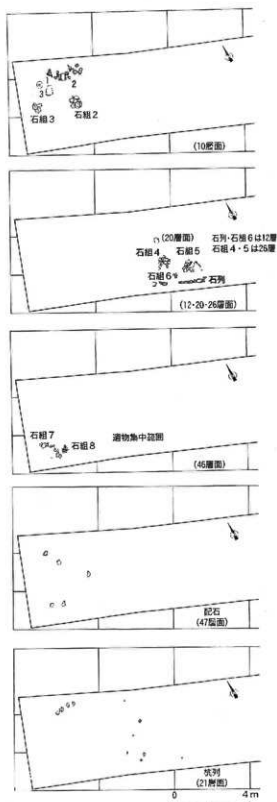 1
2
3
石組3
石組2
(10層面)
(20層面)
石列・石組6は12層
石組4・5は26層
石組4
石組5
石組6
石列
(12・20・26層面)
石組7
石組8
遺物集中範囲
(46層面)
配石
(47層面)
杭列
(21層面)
0
4m